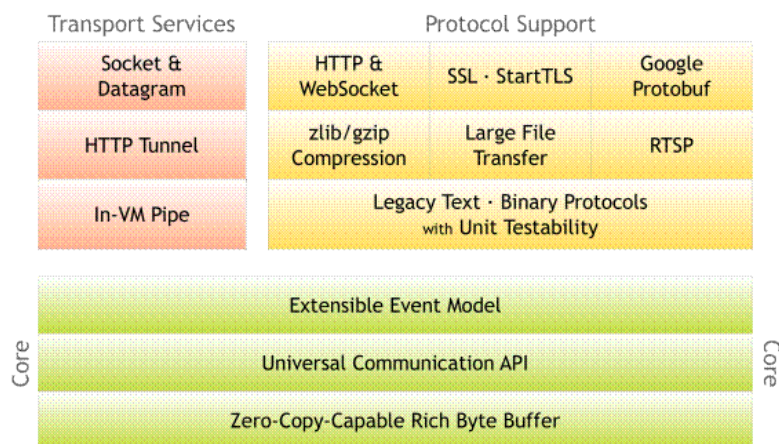 Transport Services
Protocol Support
Socket &
Datagram
HTTP &
WebSocket
SSL · StartTLS
Google
Protobuf
HTTP Tunnel
zlib/gzip
Compression
Large File
Transfer
RTSP
In-VM Pipe
Legacy Text · Binary Protocols
with Unit Testability
Core
Extensible Event Model
Universal Communication API
Zero-Copy-Capable Rich Byte Buffer
Core